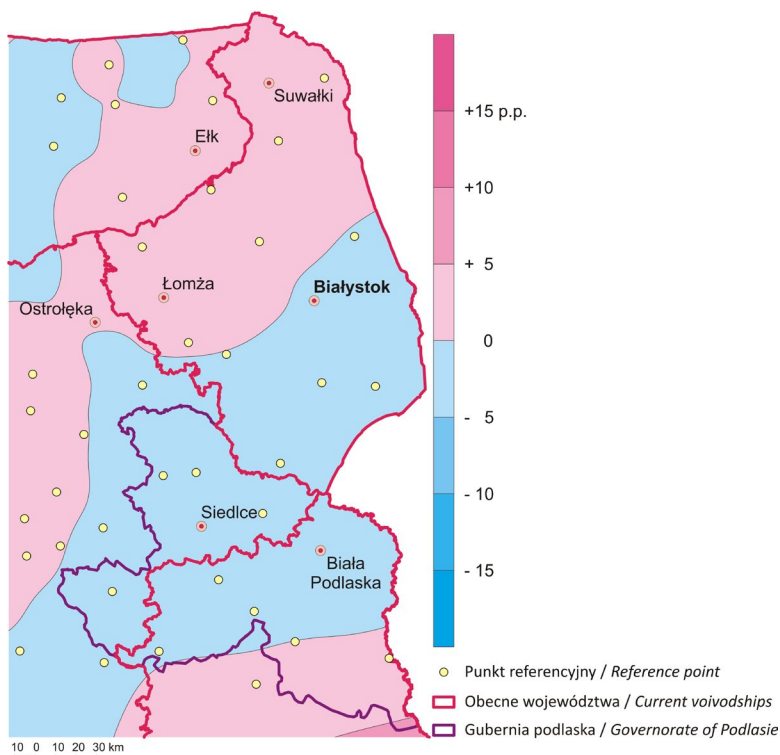 Suwałki
Ełk
Łomża
Białystok
Ostrołęka
Siedlce
Biała
Podlaska
+15 p.p.
+10
+ 5
0
- 5
- 10
- 15
Punkt referencyjny / Reference point
Obecne województwa / Current voivodships
Gubernia podlaska / Governorate of Podlasie
10 0 10 20 30 km